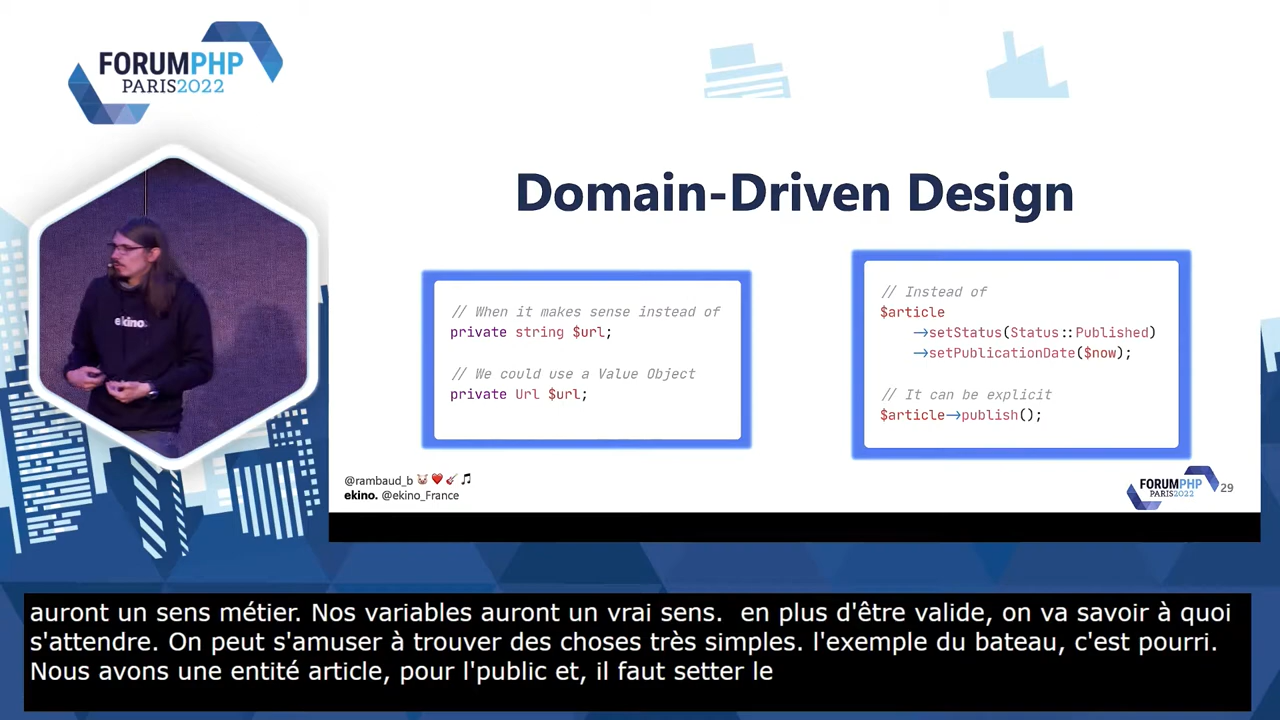 FORUMPHP
PARIS2022
ekino.
Domain-Driven Design
// When it makes sense instead of
private string $url;
// We could use a Value Object
private Url $url;
// Instead of
$article
→setStatus(Status::Published)
→setPublicationDate($now);
// It can be explicit
$article→publish();
@rambaud_b 🐷❤️🎸🎵
ekino. @ekino_France
FORUMPHP
PARIS2022
29
auront un sens métier. Nos variables auront un vrai sens.  en plus d'être valide, on va savoir à quoi
s'attendre. On peut s'amuser à trouver des choses très simples. l'exemple du bateau, c'est pourri.
Nous avons une entité article, pour l'public et, il faut setter le